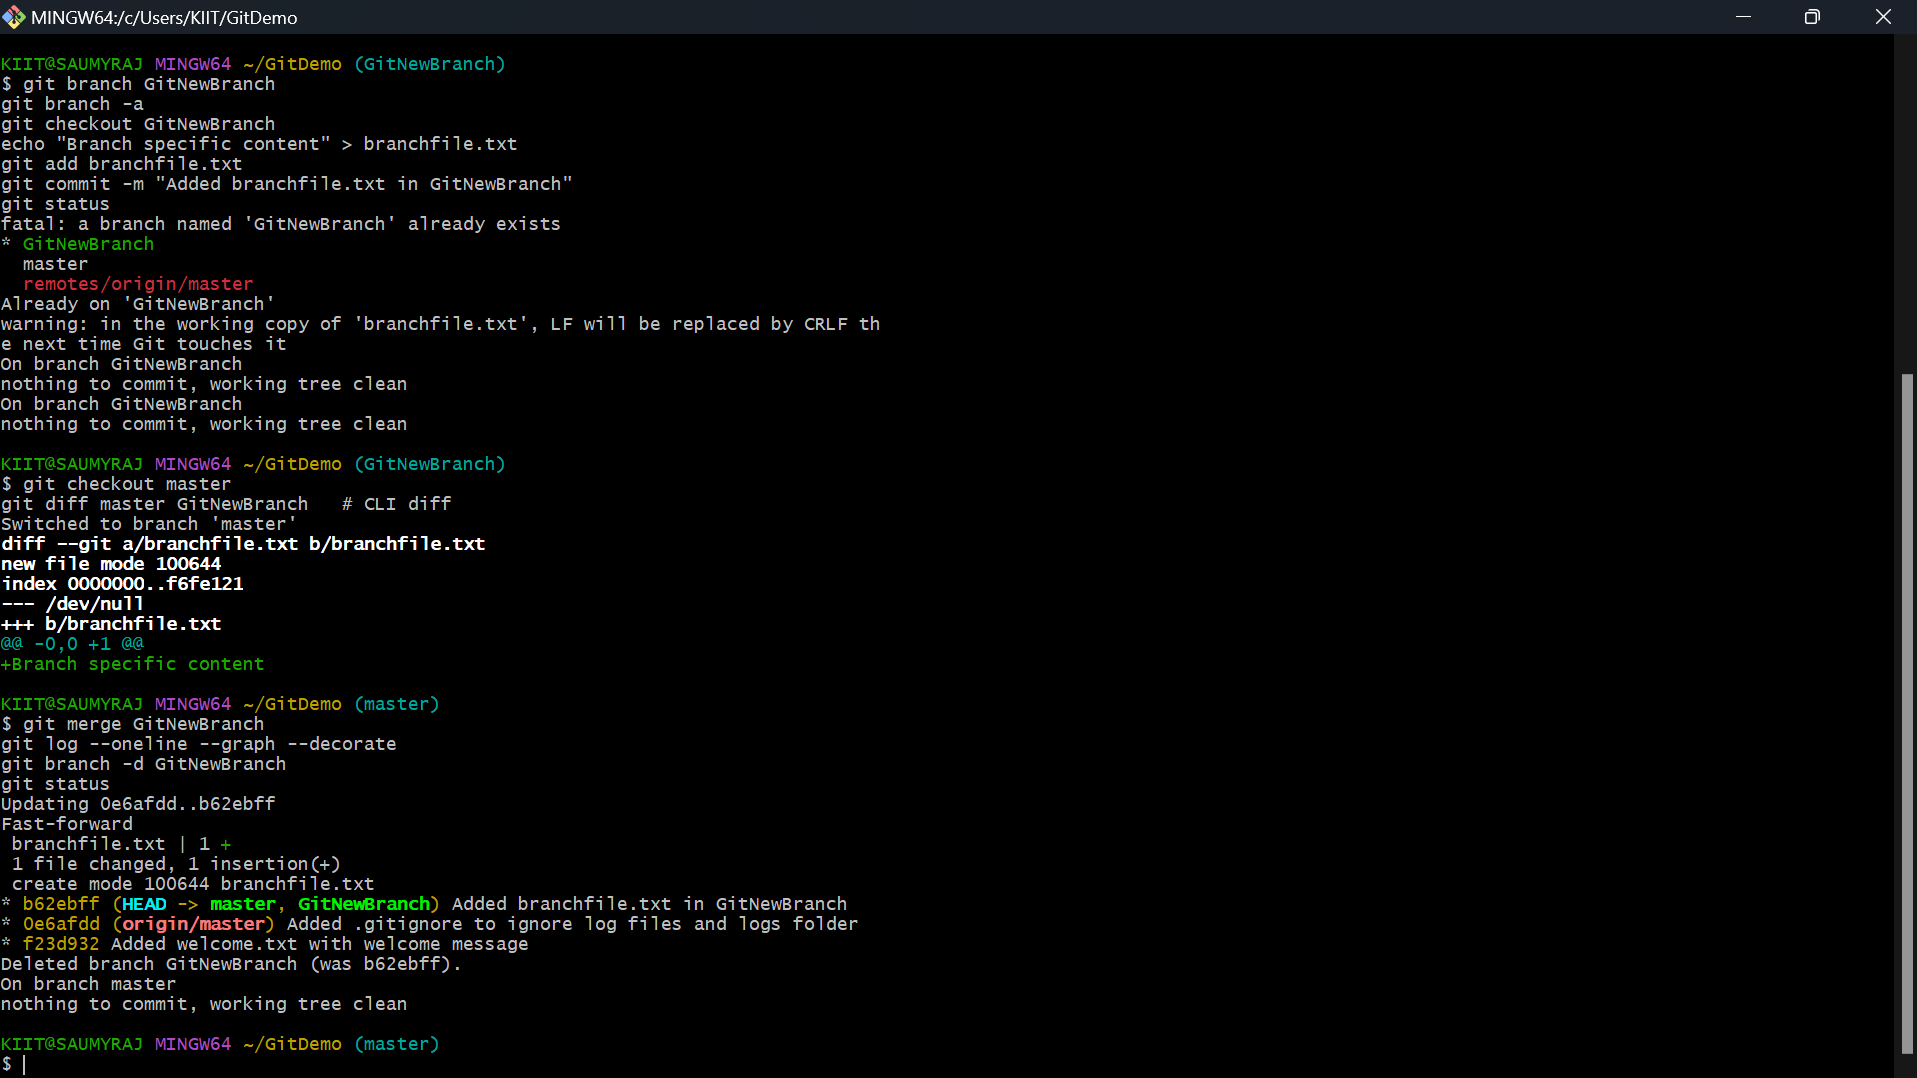 MINGW64:/c/Users/KIIT/GitDemo
KIIT@SAUMYRAJ MINGW64 ~/GitDemo (GitNewBranch)
$ git branch GitNewBranch
git branch -a
git checkout GitNewBranch
echo "Branch specific content" > branchfile.txt
git add branchfile.txt
git commit -m "Added branchfile.txt in GitNewBranch"
git status
fatal: a branch named 'GitNewBranch' already exists
* GitNewBranch
  master
  remotes/origin/master
Already on 'GitNewBranch'
warning: in the working copy of 'branchfile.txt', LF will be replaced by CRLF th
e next time Git touches it
On branch GitNewBranch
nothing to commit, working tree clean
On branch GitNewBranch
nothing to commit, working tree clean
KIIT@SAUMYRAJ MINGW64 ~/GitDemo (GitNewBranch)
$ git checkout master
git diff master GitNewBranch   # CLI diff
Switched to branch 'master'
diff --git a/branchfile.txt b/branchfile.txt
new file mode 100644
index 0000000..f6fe121
--- /dev/null
+++ b/branchfile.txt
@@ -0,0 +1 @@
+Branch specific content
KIIT@SAUMYRAJ MINGW64 ~/GitDemo (master)
$ git merge GitNewBranch
git log --oneline --graph --decorate
git branch -d GitNewBranch
git status
Updating 0e6afdd..b62ebff
Fast-forward
 branchfile.txt | 1 +
 1 file changed, 1 insertion(+)
 create mode 100644 branchfile.txt
* b62ebff (HEAD -> master, GitNewBranch) Added branchfile.txt in GitNewBranch
* 0e6afdd (origin/master) Added .gitignore to ignore log files and logs folder
* f23d932 Added welcome.txt with welcome message
Deleted branch GitNewBranch (was b62ebff).
On branch master
nothing to commit, working tree clean
KIIT@SAUMYRAJ MINGW64 ~/GitDemo (master)
$